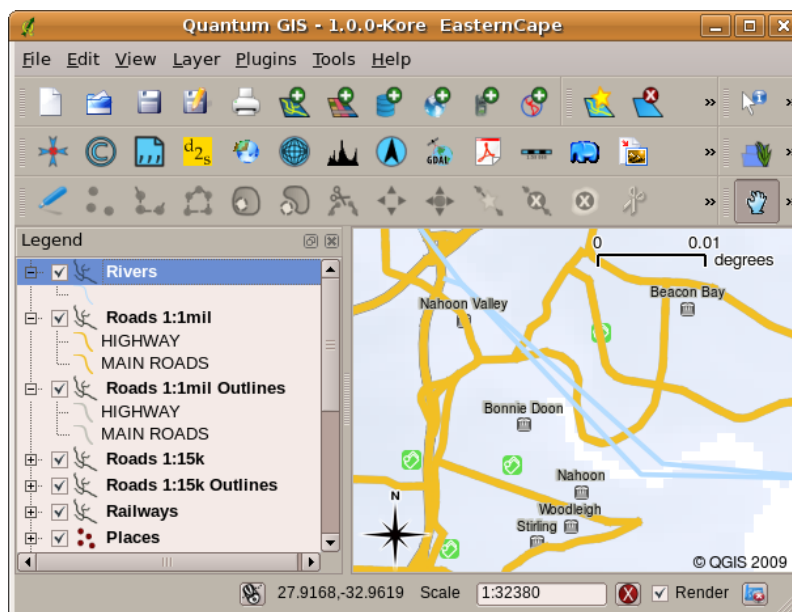 Quantum GIS - 1.0.0-Kore EasternCape
File Edit View Layer Plugins Tools Help
d2s
GDAL
Legend
Rivers
Roads 1:1mil
HIGHWAY
MAIN ROADS
Roads 1:1mil Outlines
HIGHWAY
MAIN ROADS
Roads 1:15k
Roads 1:15k Outlines
Railways
Places
0 0.01
degrees
Nahoon Valley
Beacon Bay
Bonnie Doon
Nahoon
Woodleigh
Stirling
N
© QGIS 2009
27.9168,-32.9619 Scale 1:32380 Render